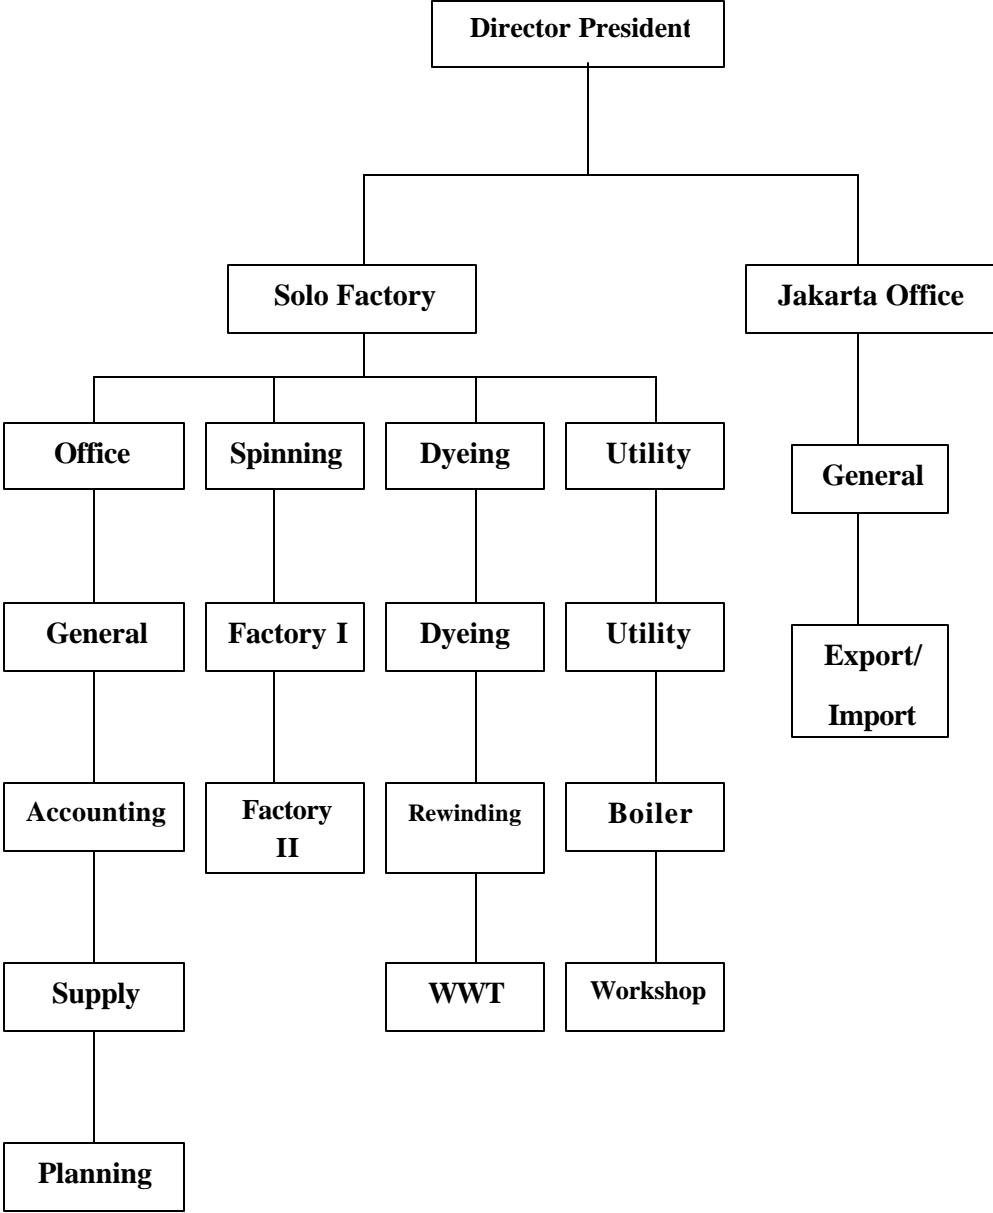 Director President
Solo Factory
Jakarta Office
Office
Spinning
Dyeing
Utility
General
General
Factory I
Dyeing
Utility
Export/
Import
Accounting
Factory
II
Rewinding
Boiler
Supply
WWT
Workshop
Planning